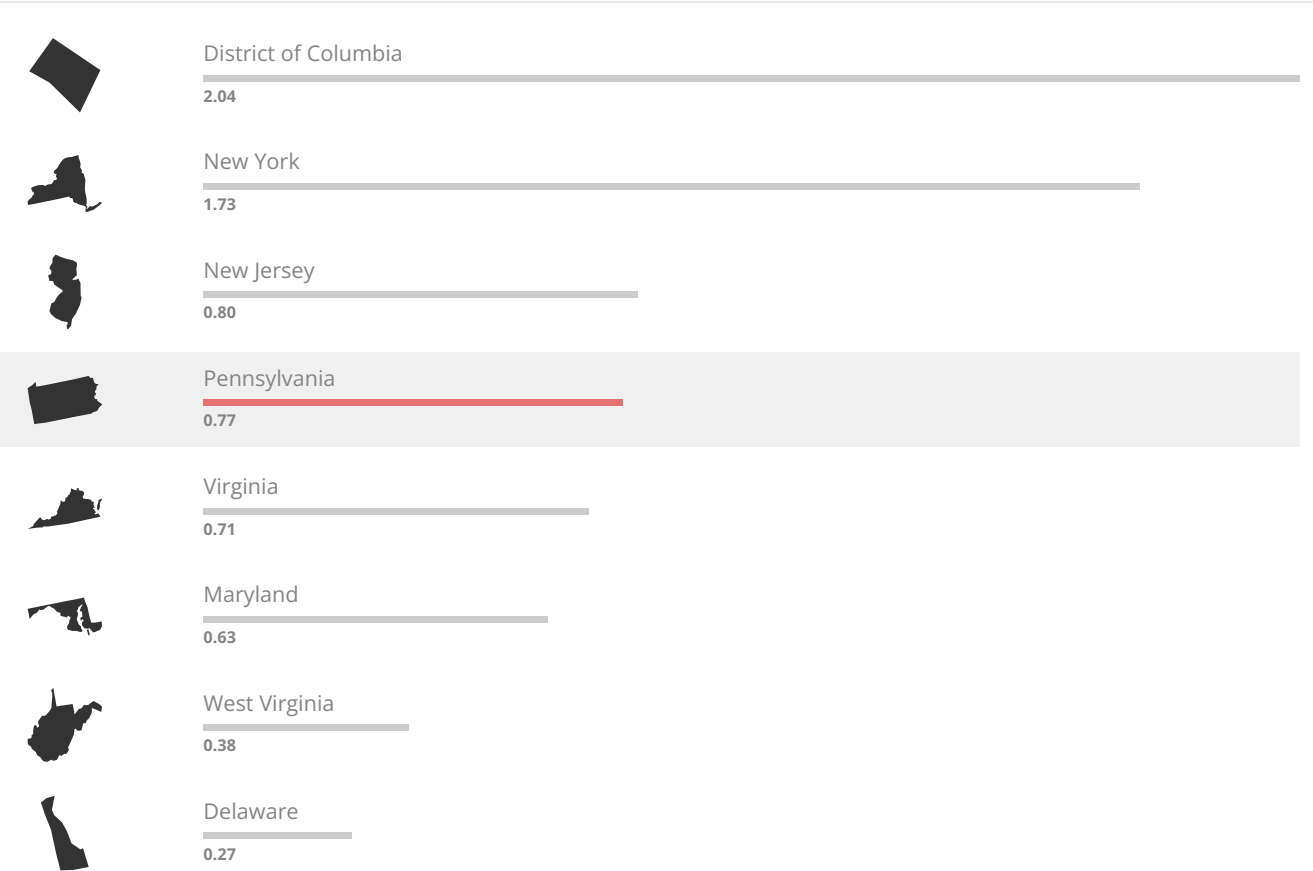 District of Columbia
2.04
New York
1.73
New Jersey
0.80
Pennsylvania
0.77
Virginia
0.71
Maryland
0.63
West Virginia
0.38
Delaware
0.27